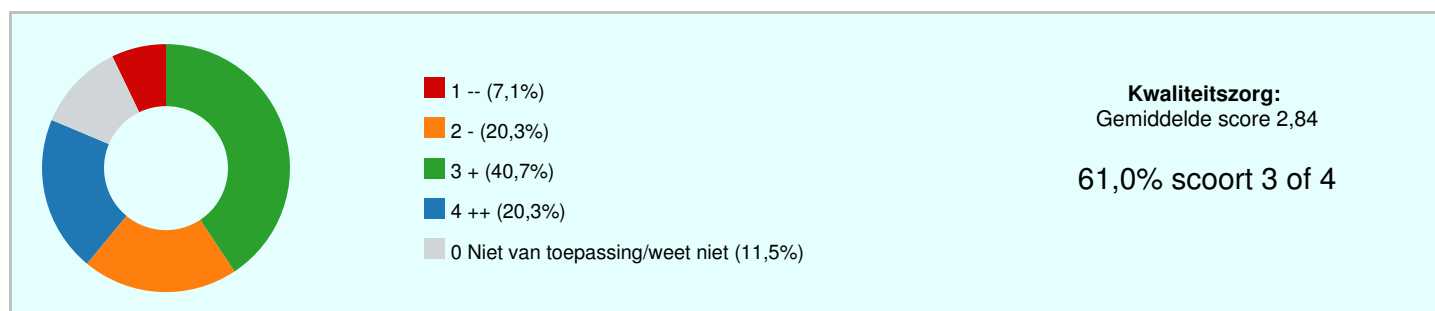 1 -- (7,1%)
2 - (20,3%)
3 + (40,7%)
4 ++ (20,3%)
0 Niet van toepassing/weet niet (11,5%)
Kwaliteitszorg:
Gemiddelde score 2,84
61,0% scoort 3 of 4